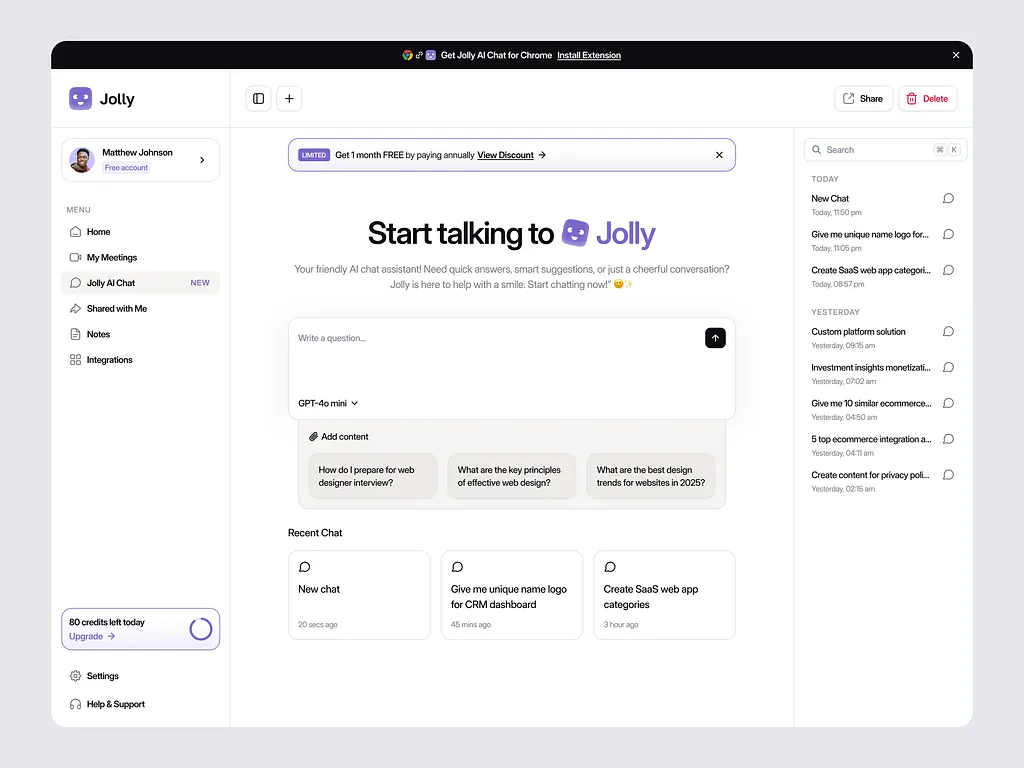 Get Jolly AI Chat for Chrome Install Extension
Jolly
Share
Delete
Matthew Johnson
Free account
MENU
Home
My Meetings
Jolly AI Chat NEW
Shared with Me
Notes
Integrations
80 credits left today
Upgrade →
Settings
Help & Support
LIMITED Get 1 month FREE by paying annually View Discount →
Start talking to Jolly
Your friendly AI chat assistant! Need quick answers, smart suggestions, or just a cheerful conversation?
Jolly is here to help with a smile. Start chatting now!" 😊✨
Write a question...
GPT-4o mini
Add content
How do I prepare for web
designer interview?
What are the key principles
of effective web design?
What are the best design
trends for websites in 2025?
Recent Chat
New chat
20 secs ago
Give me unique name logo
for CRM dashboard
45 mins ago
Create SaaS web app
categories
3 hour ago
Search ⌘ K
TODAY
New Chat
Today, 11:50 pm
Give me unique name logo for...
Today, 11:05 pm
Create SaaS web app categori...
Today, 08:57 pm
YESTERDAY
Custom platform solution
Yesterday, 09:15 am
Investment insights monetizati...
Yesterday, 07:02 am
Give me 10 similar ecommerce...
Yesterday, 04:50 am
5 top ecommerce integration a...
Yesterday, 04:11 am
Create content for privacy poli...
Yesterday, 02:15 am